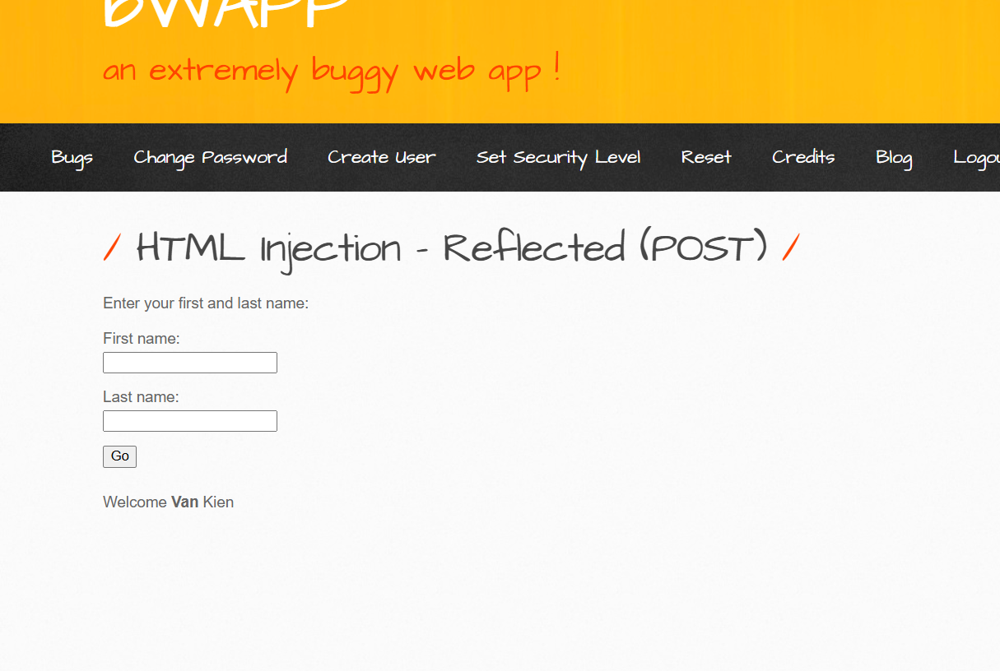 bWAPP
an extremely buggy web app !
Bugs Change Password Create User Set Security Level Reset Credits Blog Logou
/ HTML Injection - Reflected (POST) /
Enter your first and last name:
First name:
Last name:
Go
Welcome Van Kien